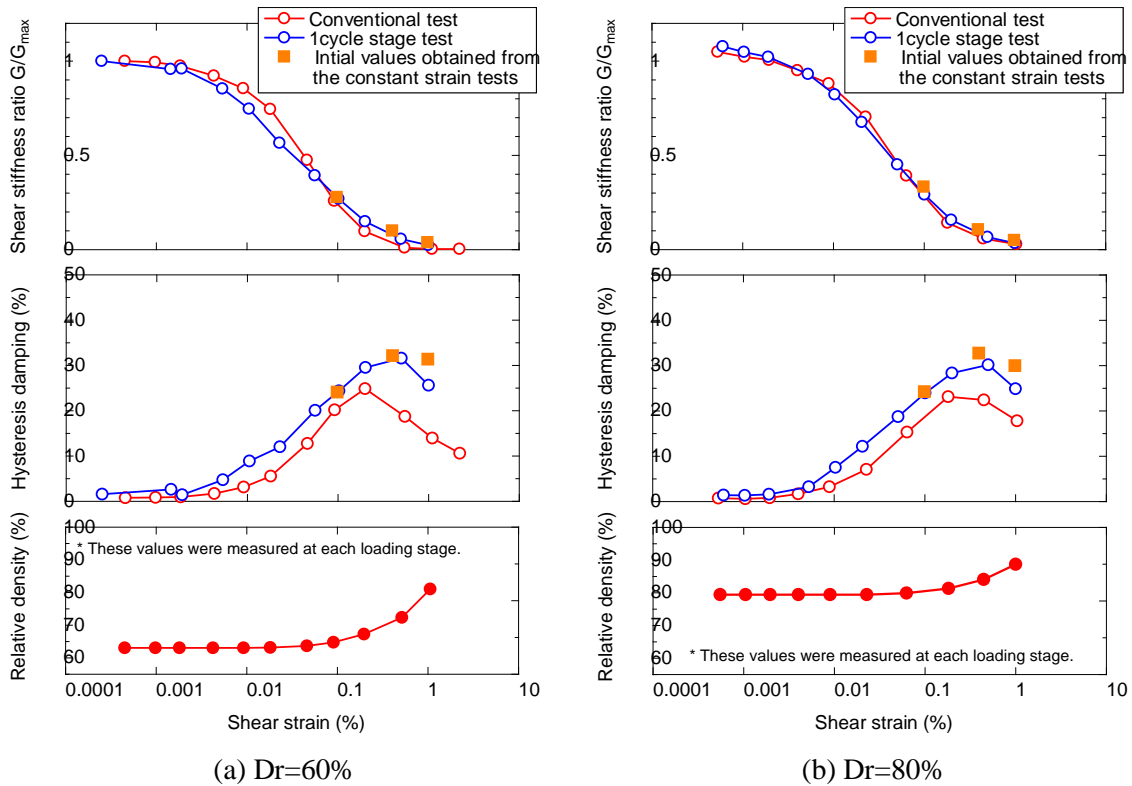 Conventional test
1cycle stage test
Intial values obtained from
the constant strain tests
Shear stiffness ratio G/Gmax
1
0.5
0
Hysteresis damping (%)
50
40
30
20
10
0
Relative density (%)
100
90
80
70
60
* These values were measured at each loading stage.
0.0001 0.001 0.01 0.1 1 10
Shear strain (%)
(a) Dr=60%
Conventional test
1cycle stage test
Intial values obtained from
the constant strain tests
Shear stiffness ratio G/Gmax
1
0.5
0
Hysteresis damping (%)
50
40
30
20
10
0
Relative density (%)
100
90
80
70
60
* These values were measured at each loading stage.
0.0001 0.001 0.01 0.1 1 10
Shear strain (%)
(b) Dr=80%